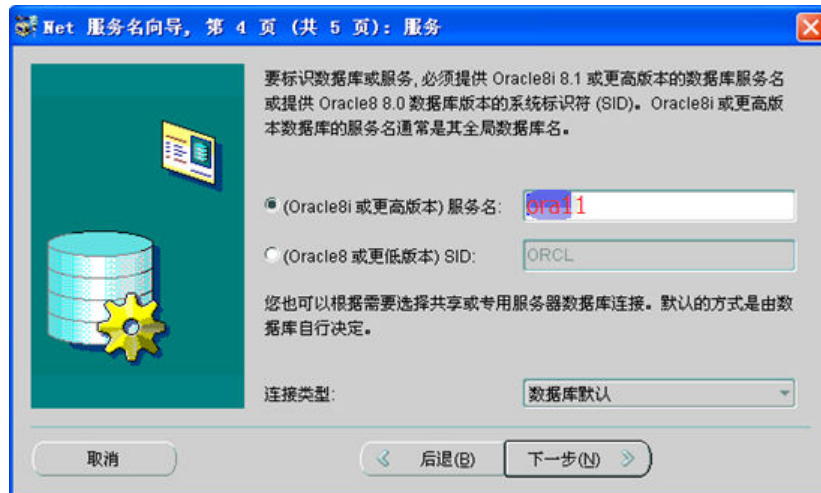 Net 服务名向导, 第 4 页 (共 5 页): 服务
要标识数据库或服务, 必须提供 Oracle8i 8.1 或更高版本的数据库服务名
或提供 Oracle8 8.0 数据库版本的系统标识符 (SID)。Oracle8i 或更高版
本数据库的服务名通常是其全局数据库名。
(Oracle8i 或更高版本) 服务名: ora11
(Oracle8 或更低版本) SID: ORCL
您也可以根据需要选择共享或专用服务器数据库连接。默认的方式是由数
据库自行决定。
连接类型: 数据库默认
取消 后退(B) 下一步(N)